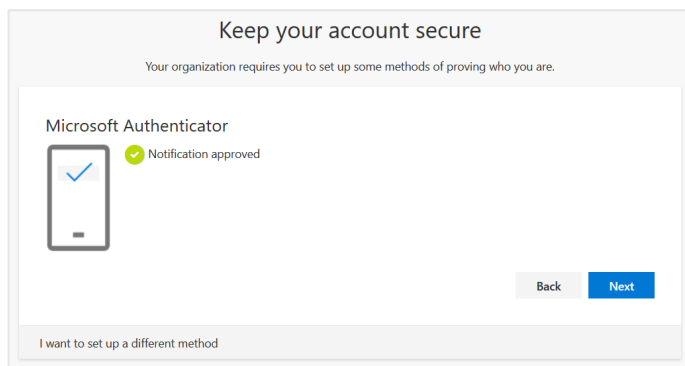 Keep your account secure
Your organization requires you to set up some methods of proving who you are.
Microsoft Authenticator
Notification approved
Back
Next
I want to set up a different method